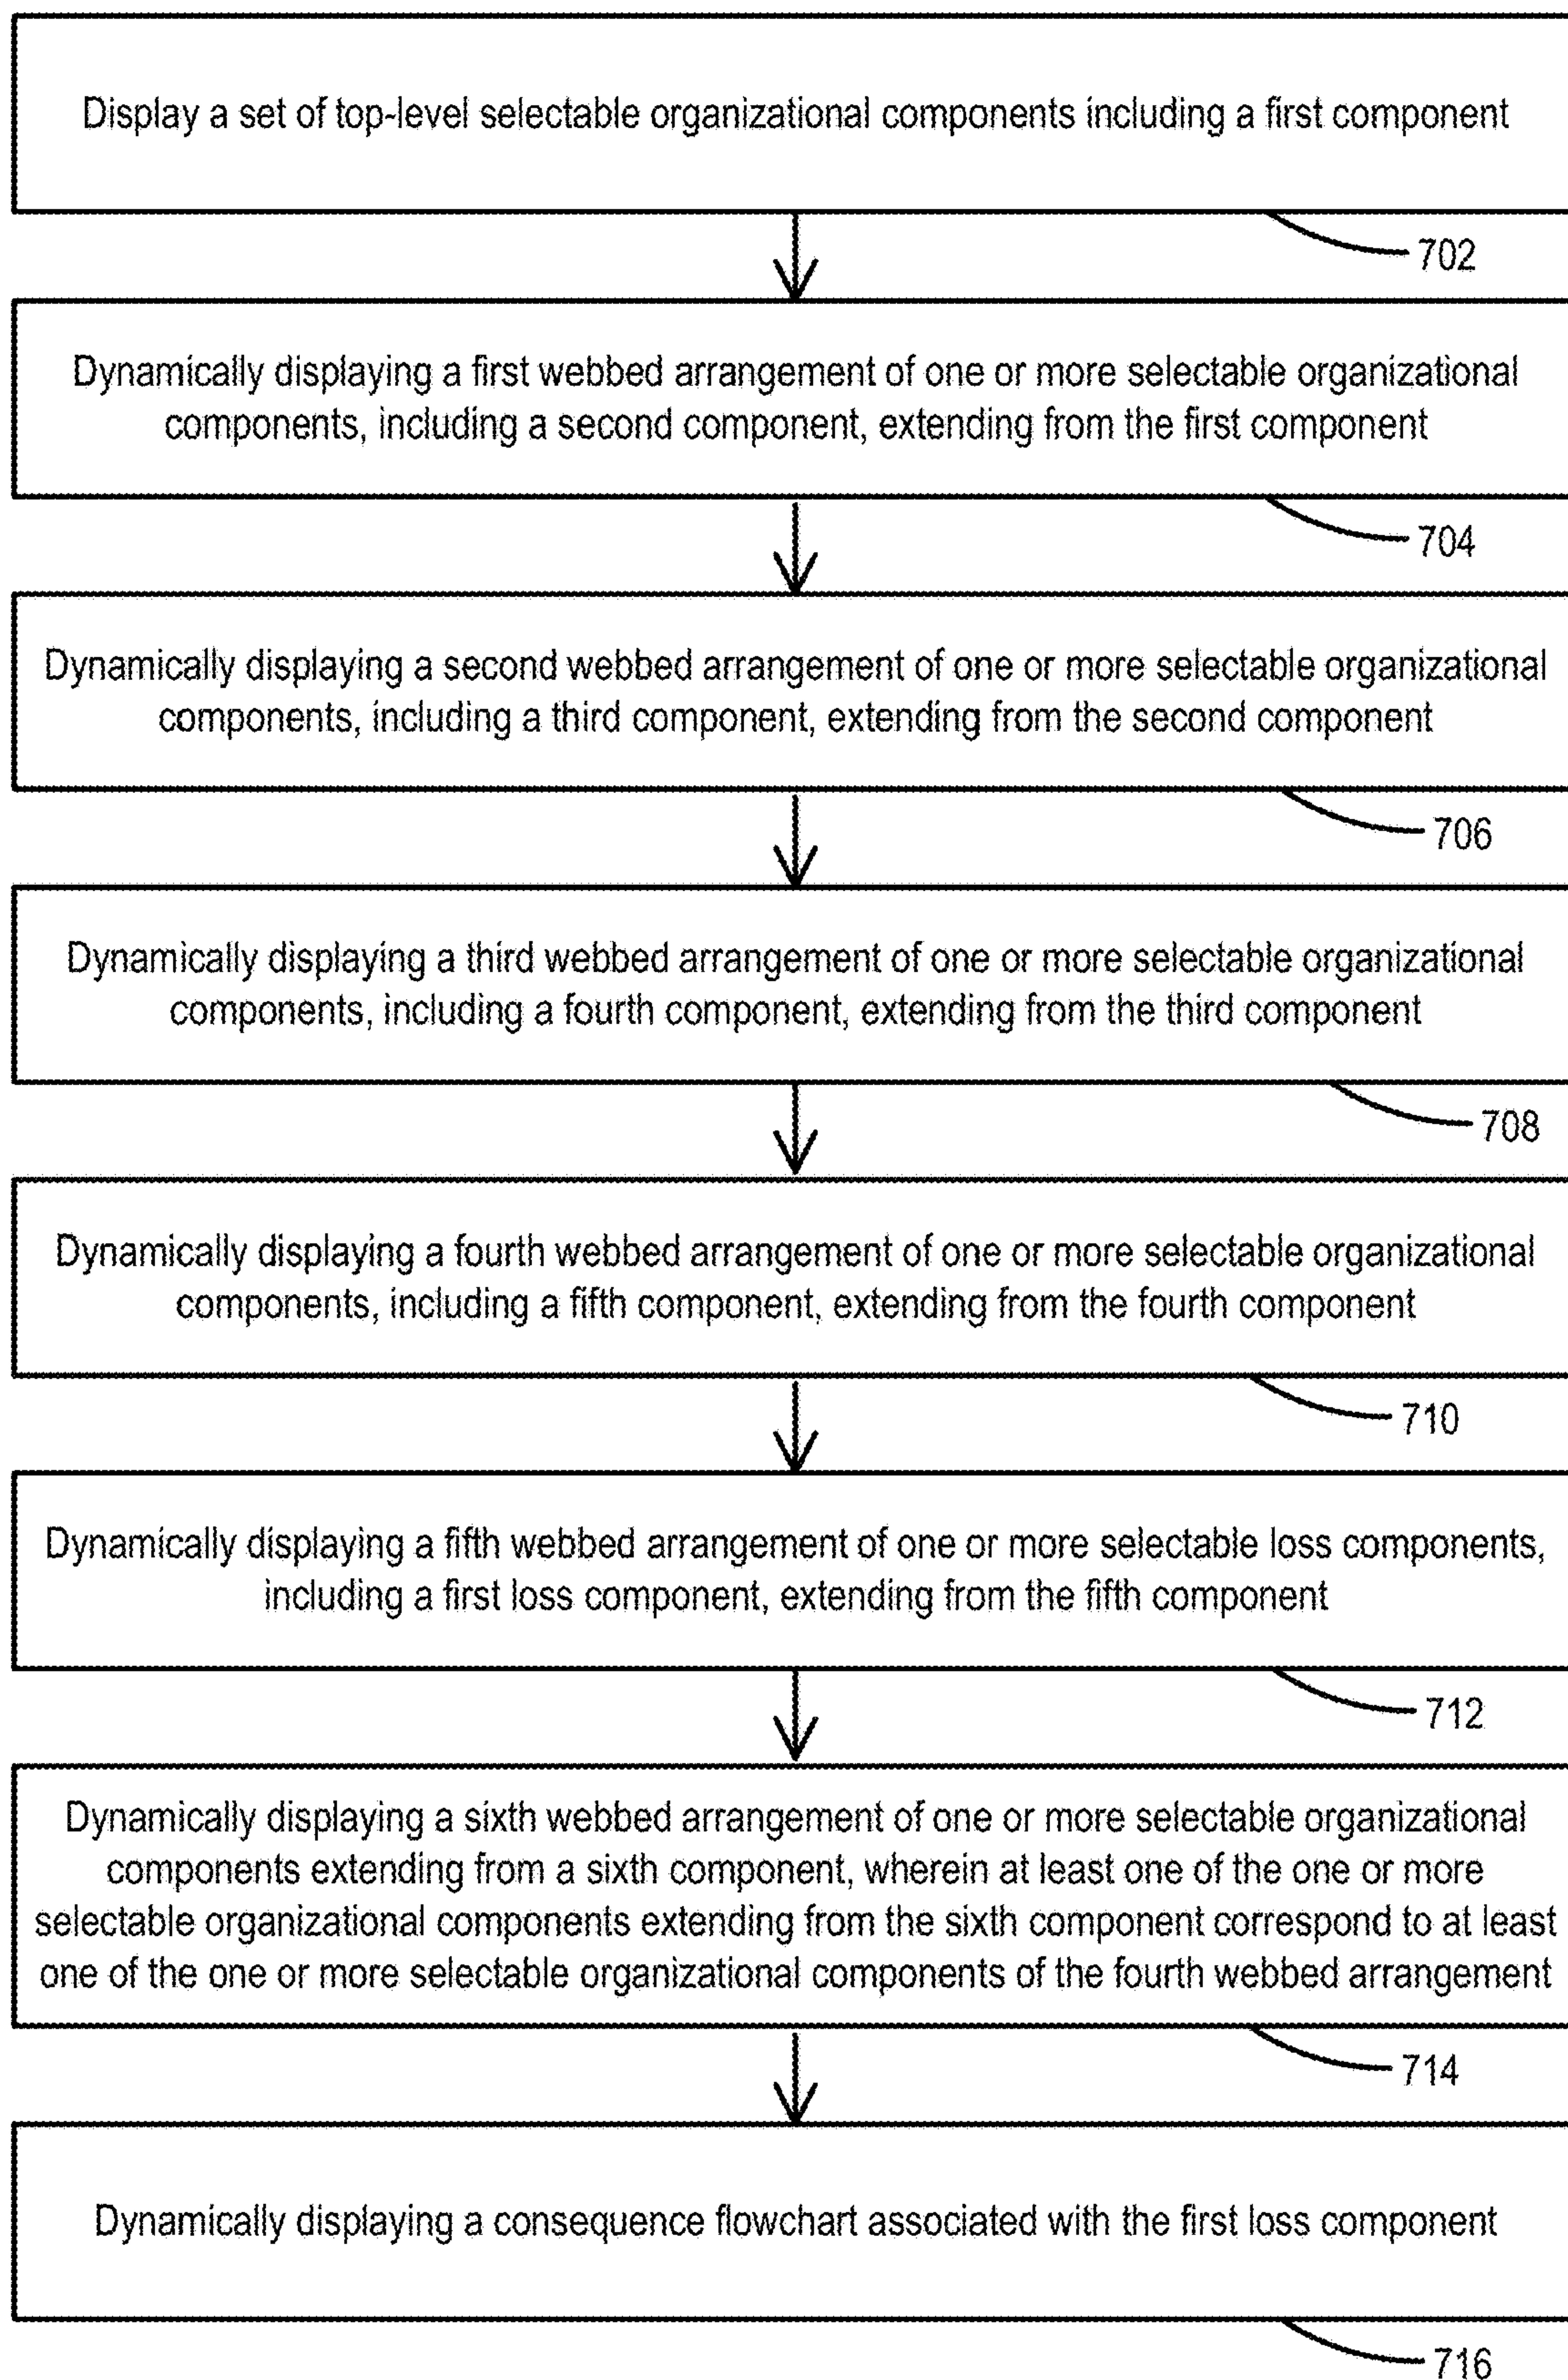 Display a set of top-level selectable organizational components including a first component
702
Dynamically displaying a first webbed arrangement of one or more selectable organizational
components, including a second component, extending from the first component
704
Dynamically displaying a second webbed arrangement of one or more selectable organizational
components, including a third component, extending from the second component
706
Dynamically displaying a third webbed arrangement of one or more selectable organizational
components, including a fourth component, extending from the third component
708
Dynamically displaying a fourth webbed arrangement of one or more selectable organizational
components, including a fifth component, extending from the fourth component
710
Dynamically displaying a fifth webbed arrangement of one or more selectable loss components,
including a first loss component, extending from the fifth component
712
Dynamically displaying a sixth webbed arrangement of one or more selectable organizational
components extending from a sixth component, wherein at least one of the one or more
selectable organizational components extending from the sixth component correspond to at least
one of the one or more selectable organizational components of the fourth webbed arrangement
714
Dynamically displaying a consequence flowchart associated with the first loss component
716